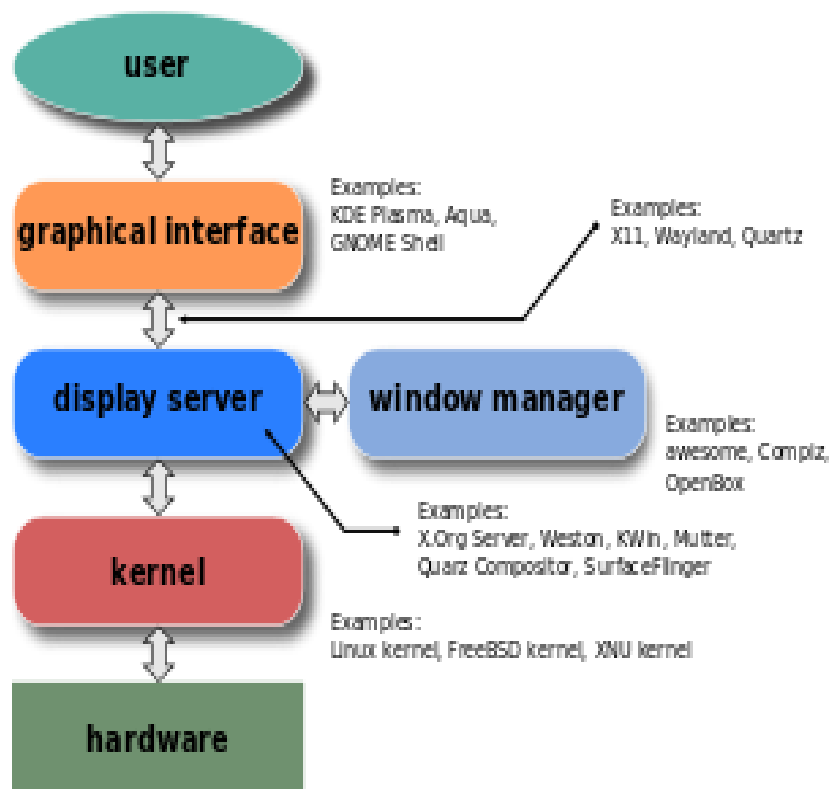 user
graphical interface
Examples:
KDE Plasma, Aqua,
GNOME Shell
Examples:
X11, Wayland, Quartz
display server
window manager
Examples:
awesome, Compiz,
OpenBox
Examples:
X.Org Server, Weston, KWin, Mutter,
Quarz Compositor, SurfaceFlinger
kernel
Examples:
Linux kernel, FreeBSD kernel, XNU kernel
hardware